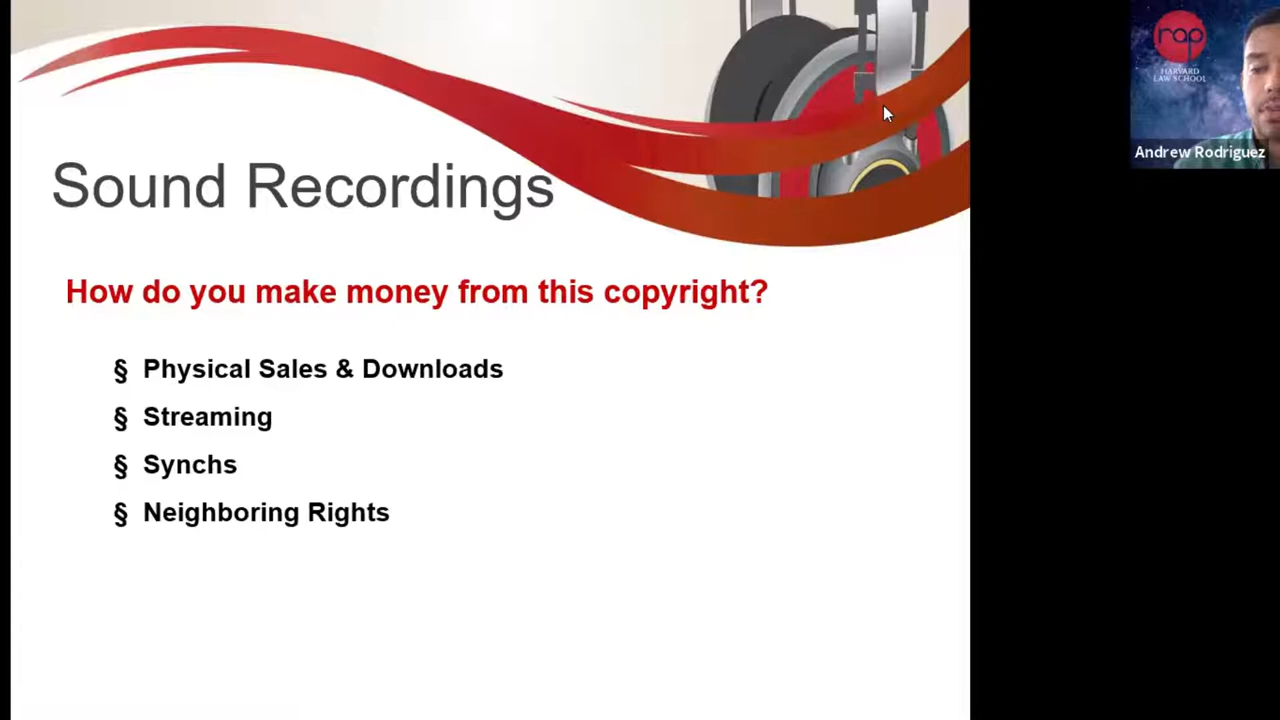 Sound Recordings
How do you make money from this copyright?
§ Physical Sales & Downloads
§ Streaming
§ Synchs
§ Neighboring Rights
rap
HARVARD
LAW SCHOOL
Andrew Rodriguez